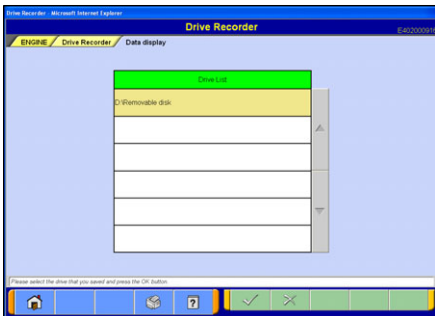 Drive Recorder - Microsoft Internet Explorer
Drive Recorder
E402000916
ENGINE Drive Recorder Data display
Drive List
D:\Removable disk
Please select the drive that you saved and press the OK button
?